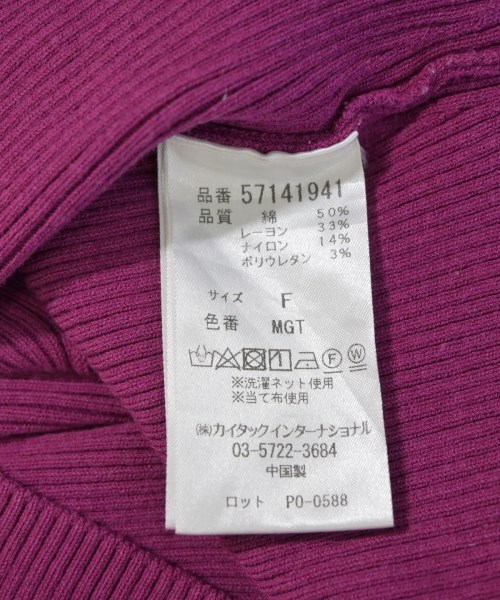 品番 57141941
品質 綿 50%
レーヨン 33%
ナイロン 14%
ポリウレタン 3%
サイズ F
色番 MGT
F W
※洗濯ネット使用
※当て布使用
㈱カイタックインターナショナル
03-5722-3684
中国製
ロット PO-0588